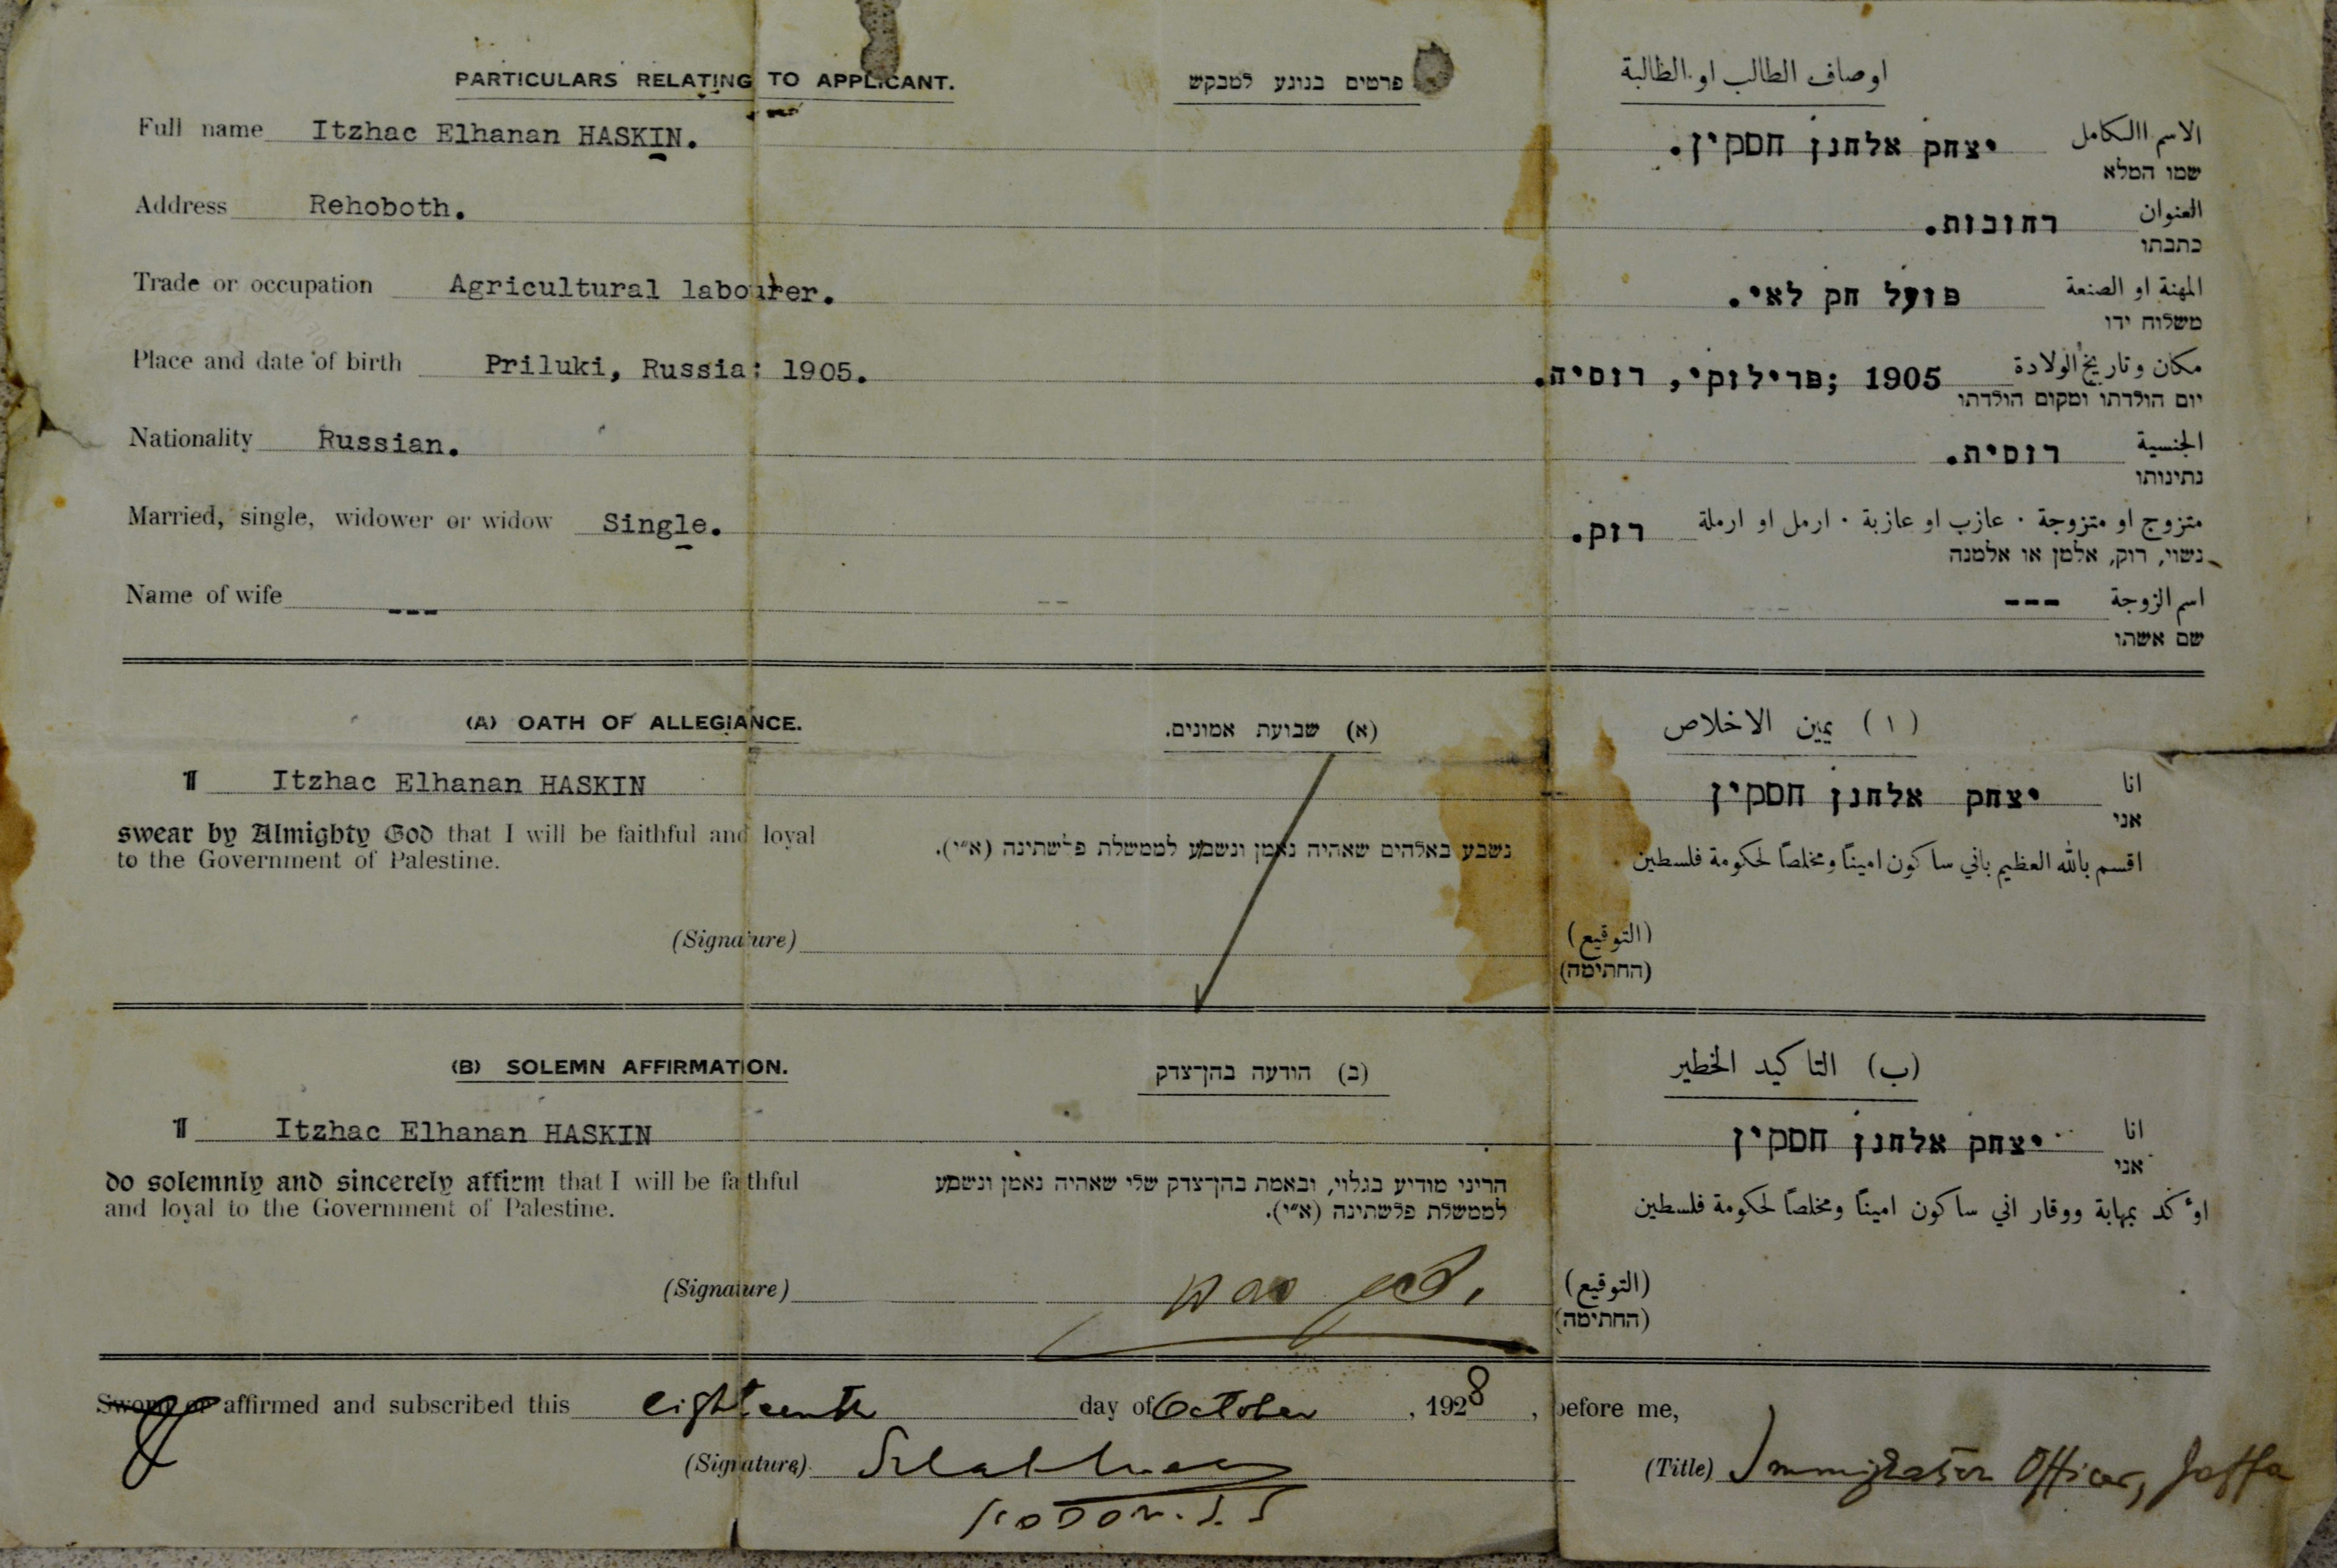 PARTICULARS RELATING TO APPLICANT. פרטים בנוגע למבקש اوصاف الطالب او الطالبة
Full name Itzhac Elhanan HASKIN. יצחק אלחנן חסקין. الاسم االكامل
שמו המלא
Address Rehoboth. רחובות. العنوان
כתבתו
Trade or occupation Agricultural labourer. פועל חק לאי. المهنة او الصنعة
משלוח ידו
Place and date of birth Priluki, Russia: 1905. 1905 ;פרילוקי, רוסיה. مكان وتاريخ الولادة
יום הולדתו ומקום הולדתו
Nationality Russian. רוסית. الجنسية
נתינותו
Married, single, widower or widow Single. רוק. متزوج او متزوجة · عازب او عازبة · ارمل او ارملة
נשוי, רוק, אלמן או אלמנה
Name of wife --- --- اسم الزوجة
שם אשתו
(A) OATH OF ALLEGIANCE. (א) שבועת אמונים. (١) يمين الاخلاص
I Itzhac Elhanan HASKIN יצחק אלחנן חסקין انا
אני
swear by Almighty God that I will be faithful and loyal נשבע באלהים שאהיה נאמן ונשמע לממשלת פלשתינה (א״י). اقسم بالله العظيم باني ساكون امينًا ومخلصًا لحكومة فلسطين
to the Government of Palestine.
(Signature) (التوقيع)
(החתימה)
(B) SOLEMN AFFIRMATION. (ב) הודעה בהן־צדק (ب) التاكيد الخطير
I Itzhac Elhanan HASKIN יצחק אלחנן חסקין انا
אני
do solemnly and sincerely affirm that I will be faithful הריני מודיע בגלוי, ובאמת בהן־צדק שלי שאהיה נאמן ונשמע اؤكد بمهابة ووقار اني ساكون امينًا ومخلصًا لحكومة فلسطين
and loyal to the Government of Palestine. לממשלת פלשתינה (א״י).
(Signature) (التوقيع)
(החתימה)
Sworn or affirmed and subscribed this eighteenth day of October, 1928, before me,
(Signature) (Title) Immigration Officer, Jaffa